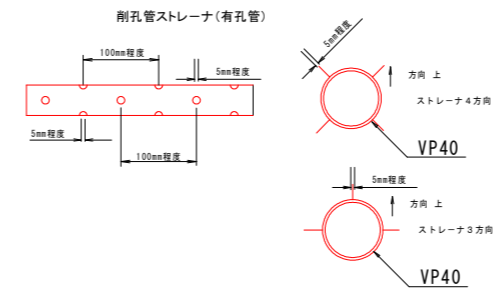 削孔管ストレーナ(有孔管)
100mm程度
5mm程度
5mm程度
100mm程度
5mm程度
方向 上
ストレーナ4方向
VP40
5mm程度
方向 上
ストレーナ3方向
VP40